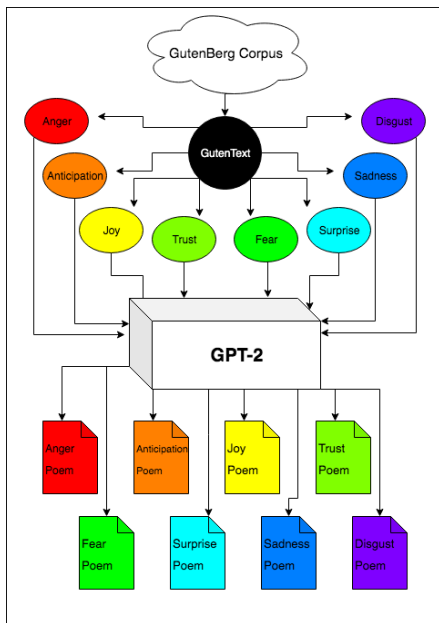 GutenBerg Corpus
Anger
Disgust
GutenText
Anticipation
Sadness
Joy
Trust
Fear
Surprise
GPT-2
Anger
Poem
Anticipation
Poem
Joy
Poem
Trust
Poem
Fear
Poem
Surprise
Poem
Sadness
Poem
Disgust
Poem